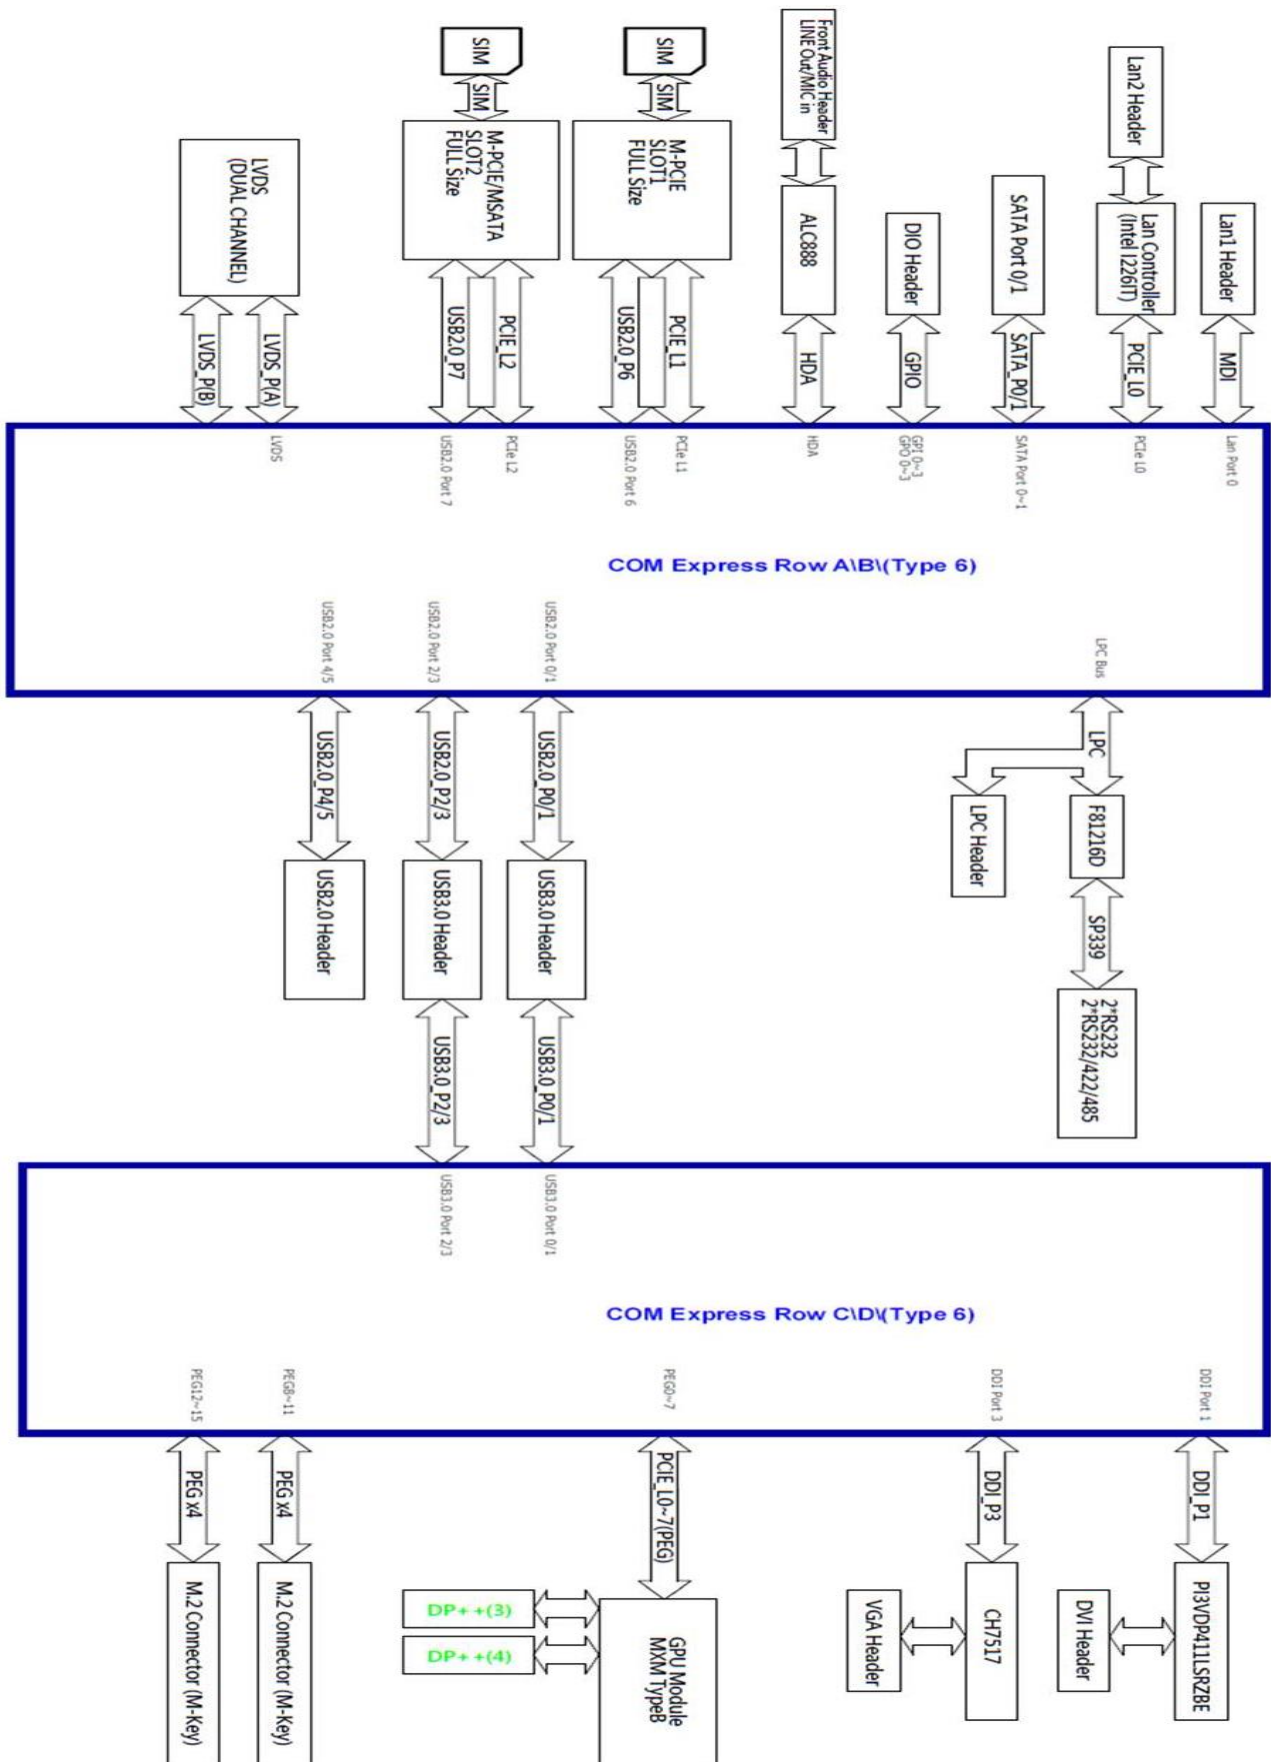 SIM
SIM
SIM
SIM
Front Audio Header
LINE Out/MIC in
Lan2 Header
LVDS
(DUAL CHANNEL)
M-PCIE/MSATA
SLOT2
FULL Size
M-PCIE
SLOT1
FULL Size
ALC888
DIO Header
SATA Port 0/1
Lan Controller
(Intel I226IT)
Lan1 Header
LVDS_P(B)
LVDS_P(A)
USB2.0_P7
PCIE_L2
USB2.0_P6
PCIE_L1
HDA
GPIO
SATA_P0/1
PCIE_L0
MDI
LVDS
USB2.0 Port 7
PCIe L2
USB2.0 Port 6
PCIe L1
HDA
GPI 0~3
GPO 0~3
SATA Port 0~1
PCIe L0
Lan Port 0
COM Express Row A\B\(Type 6)
USB2.0 Port 4/5
USB2.0 Port 2/3
USB2.0 Port 0/1
LPC Bus
USB2.0_P4/5
USB2.0_P2/3
USB2.0_P0/1
LPC
USB2.0 Header
USB3.0 Header
USB3.0 Header
LPC Header
F81216D
SP339
2*RS232
2*RS232/422/485
USB3.0_P2/3
USB3.0_P0/1
USB3.0 Port 2/3
USB3.0 Port 0/1
COM Express Row C\D\(Type 6)
PEG12~15
PEG8~11
PEG0~7
DDI Port 3
DDI Port 1
PEG x4
PEG x4
PCIE_L0~7(PEG)
DDI_P3
DDI_P1
M.2 Connector (M-Key)
M.2 Connector (M-Key)
DP++(3)
DP++(4)
GPU Module
MXM TypeB
VGA Header
CH7517
DVI Header
PI3VDP411LSRZBE